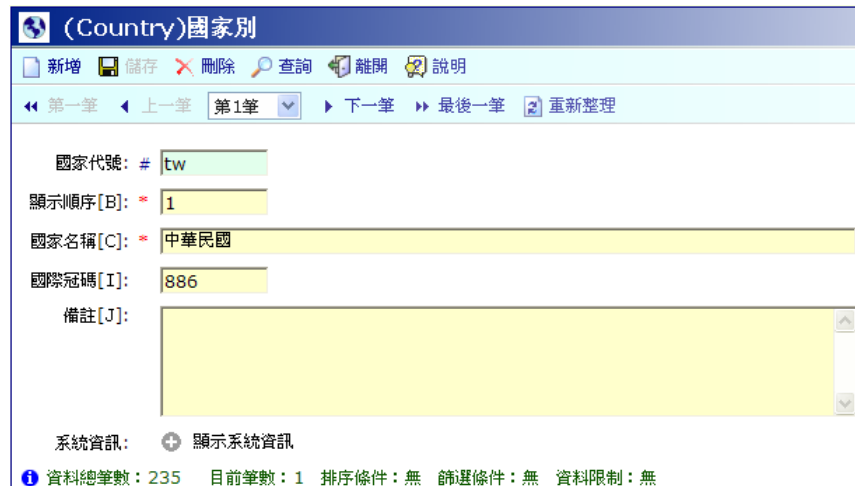 (Country)國家別
新增 儲存 刪除 查詢 離開 說明
第一筆 上一筆 第1筆 下一筆 最後一筆 重新整理
國家代號: # tw
顯示順序[B]: * 1
國家名稱[C]: * 中華民國
國際冠碼[I]: 886
備註[J]:
系統資訊: 顯示系統資訊
資料總筆數：235 目前筆數：1 排序條件：無 篩選條件：無 資料限制：無